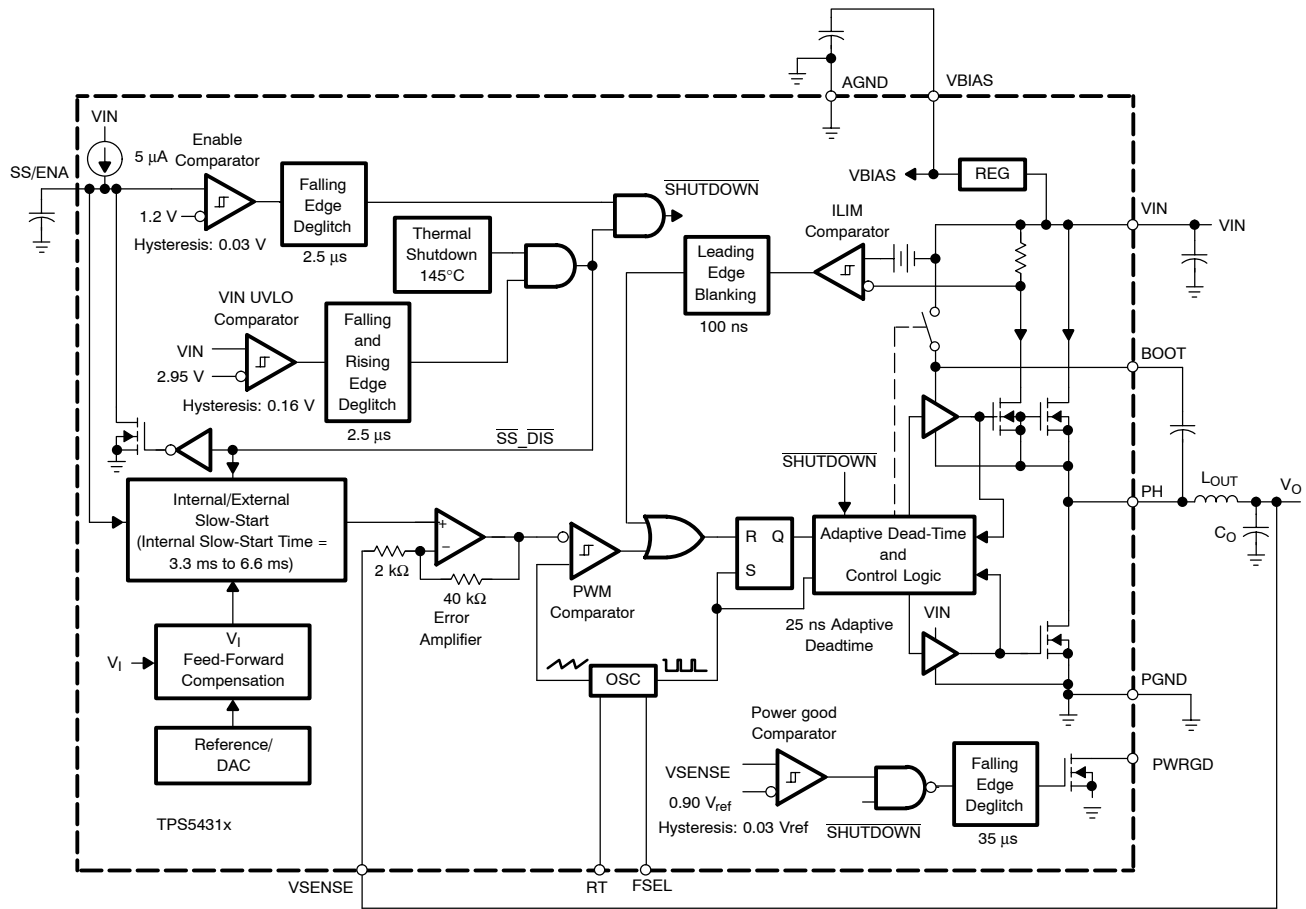 AGND
VBIAS
VIN
5 μA
Enable
Comparator
SS/ENA
1.2 V
Hysteresis: 0.03 V
Falling
Edge
Deglitch
2.5 μs
Thermal
Shutdown
145°C
SHUTDOWN
VBIAS
REG
ILIM
Comparator
VIN
VIN
Leading
Edge
Blanking
100 ns
VIN UVLO
Comparator
VIN
2.95 V
Hysteresis: 0.16 V
Falling
and
Rising
Edge
Deglitch
2.5 μs
SS_DIS
BOOT
SHUTDOWN
PH
LOUT
VO
CO
Internal/External
Slow-Start
(Internal Slow-Start Time =
3.3 ms to 6.6 ms)
+
−
2 kΩ
40 kΩ
Error
Amplifier
PWM
Comparator
R Q
S
Adaptive Dead-Time
and
Control Logic
25 ns Adaptive
Deadtime
VIN
VI
VI
Feed-Forward
Compensation
OSC
PGND
Reference/
DAC
Power good
Comparator
VSENSE
0.90 Vref
Hysteresis: 0.03 Vref
SHUTDOWN
Falling
Edge
Deglitch
35 μs
PWRGD
TPS5431x
VSENSE
RT
FSEL